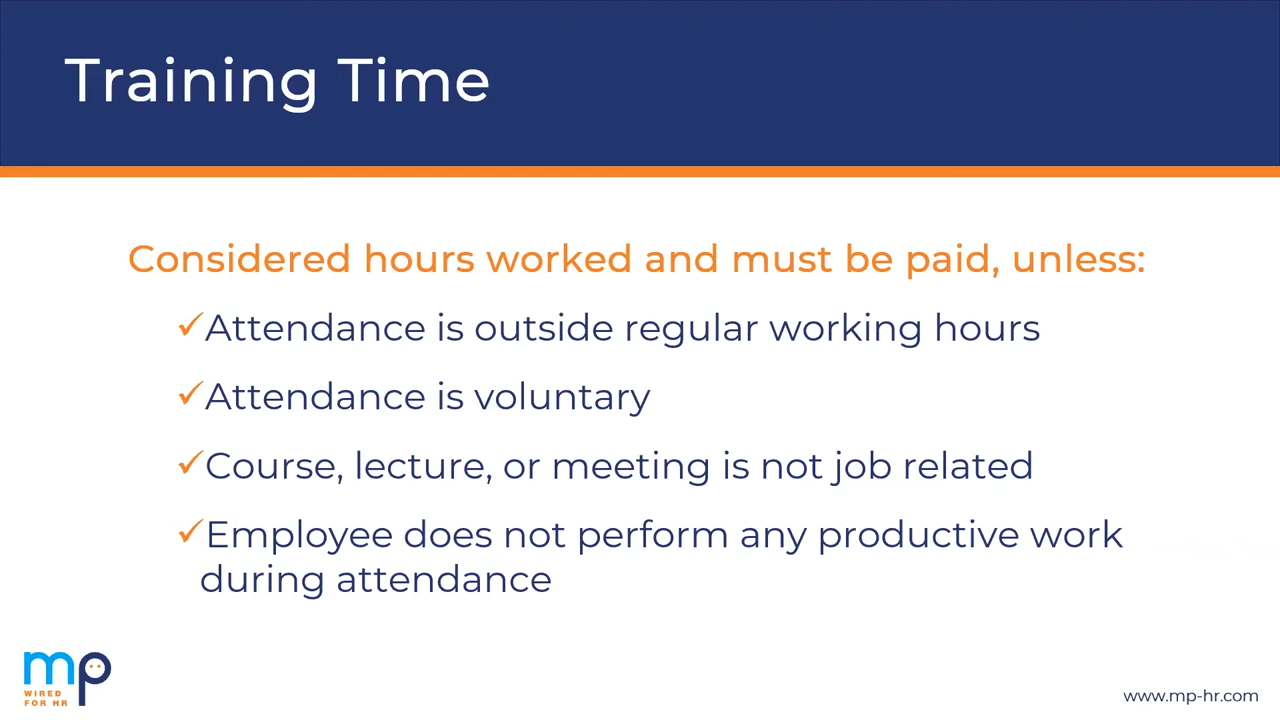 Training Time
Considered hours worked and must be paid, unless:
✓Attendance is outside regular working hours
✓Attendance is voluntary
✓Course, lecture, or meeting is not job related
✓Employee does not perform any productive work
during attendance
mp
WIRED
FOR HR
www.mp-hr.com